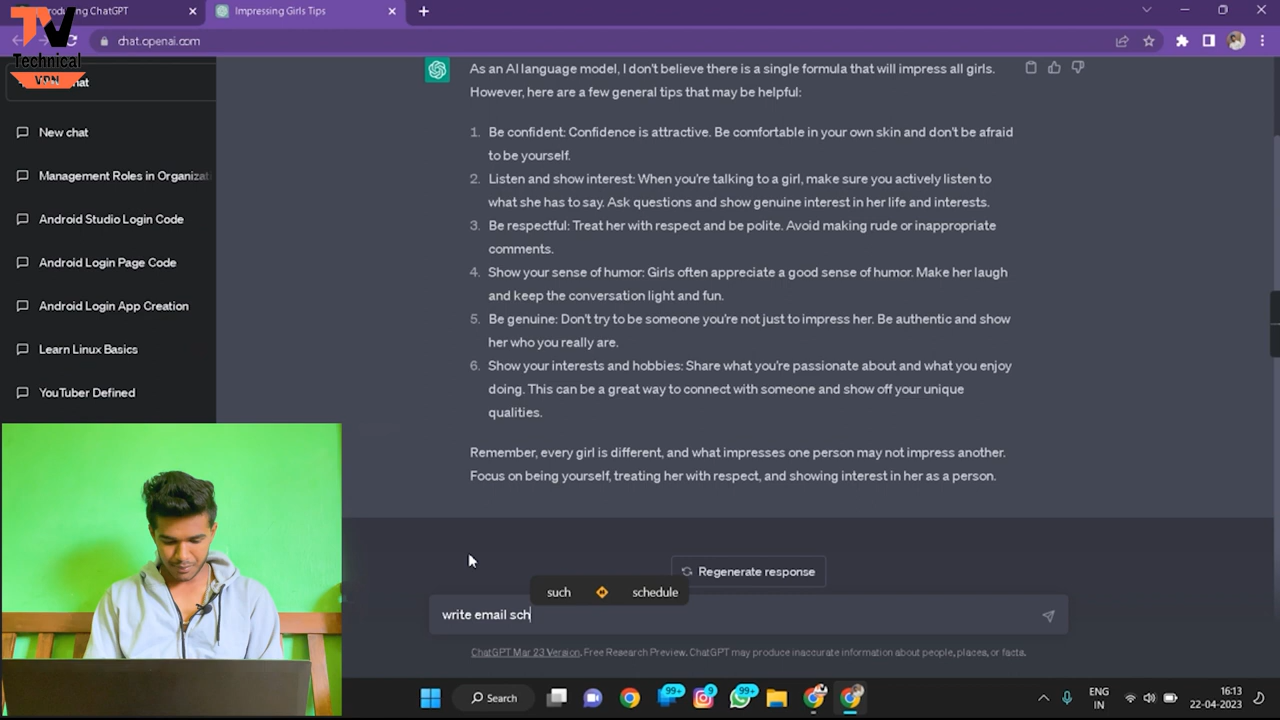 Introducing ChatGPT
Impressing Girls Tips
chat.openai.com
TV
Technical
VPN
chat
New chat
Management Roles in Organizati
Android Studio Login Code
Android Login Page Code
Android Login App Creation
Learn Linux Basics
YouTuber Defined
As an AI language model, I don't believe there is a single formula that will impress all girls.
However, here are a few general tips that may be helpful:
1. Be confident: Confidence is attractive. Be comfortable in your own skin and don't be afraid
to be yourself.
2. Listen and show interest: When you're talking to a girl, make sure you actively listen to
what she has to say. Ask questions and show genuine interest in her life and interests.
3. Be respectful: Treat her with respect and be polite. Avoid making rude or inappropriate
comments.
4. Show your sense of humor: Girls often appreciate a good sense of humor. Make her laugh
and keep the conversation light and fun.
5. Be genuine: Don't try to be someone you're not just to impress her. Be authentic and show
her who you really are.
6. Show your interests and hobbies: Share what you're passionate about and what you enjoy
doing. This can be a great way to connect with someone and show off your unique
qualities.
Remember, every girl is different, and what impresses one person may not impress another.
Focus on being yourself, treating her with respect, and showing interest in her as a person.
Regenerate response
such schedule
write email sch
ChatGPT Mar 23 Version. Free Research Preview. ChatGPT may produce inaccurate information about people, places, or facts.
Search
99+
9
99+
ENG
IN
16:13
22-04-2023